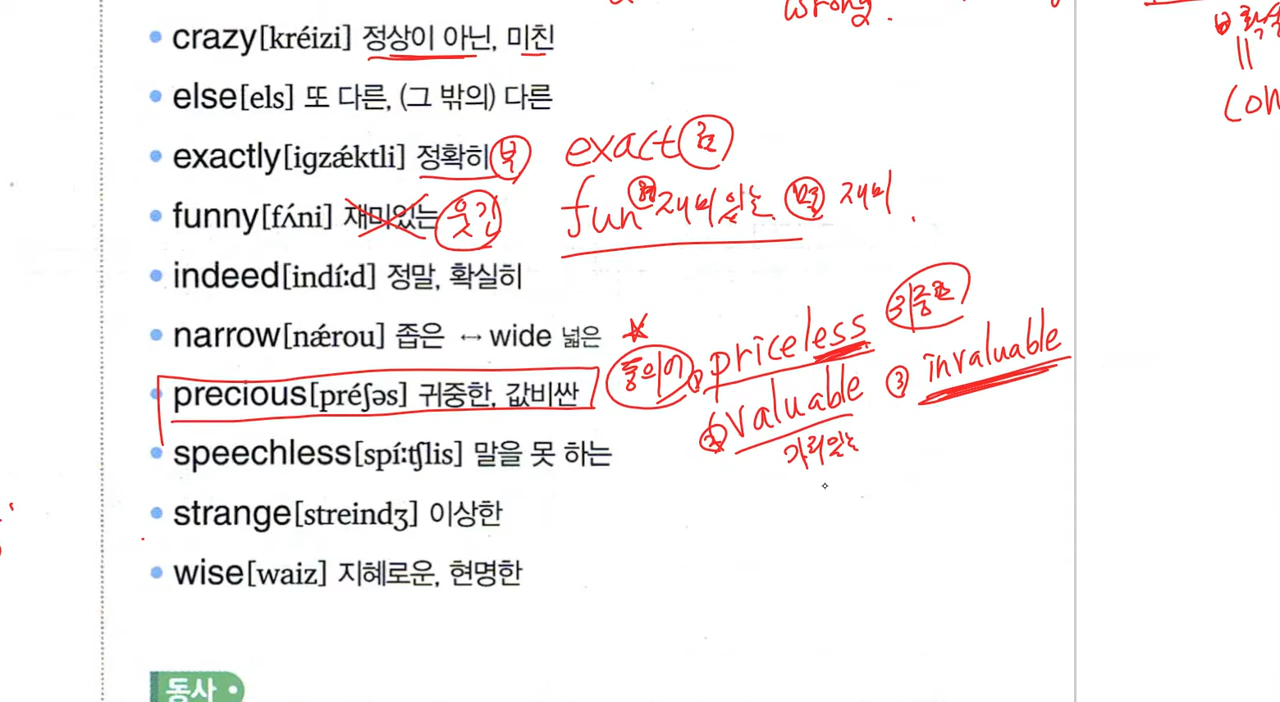 wrong.
• crazy[kréizi] 정상이 아닌, 미친
• else[els] 또 다른, (그 밖의) 다른
• exactly[igzǽktli] 정확히 부 exact 형
• funny[fʌ́ni] 재미있는 웃긴 fun 형 재미있는 명 재미.
• indeed[indíːd] 정말, 확실히
• narrow[nǽrou] 좁은 ↔ wide 넓은
• precious[préʃəs] 귀중한, 값비싼 동의어 ① priceless 귀중한
② valuable ③ invaluable
가치있는
• speechless[spíːtʃlis] 말을 못 하는
• strange[streindʒ] 이상한
• wise[waiz] 지혜로운, 현명한
동사 •